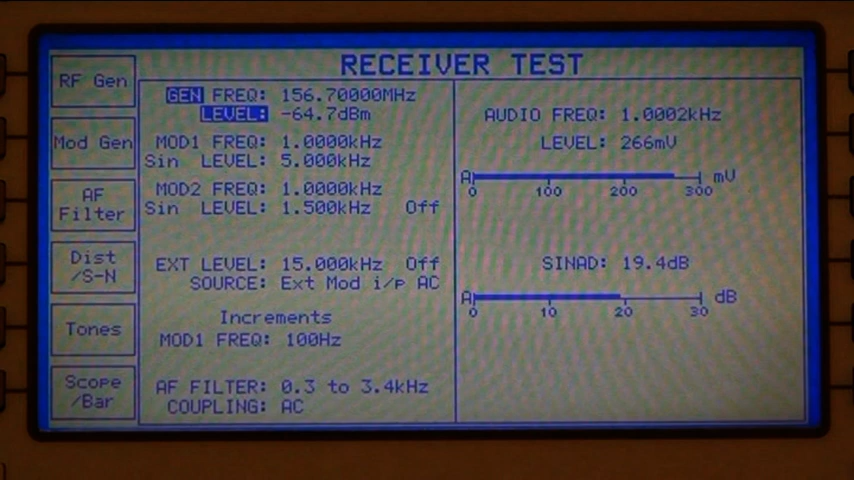 RECEIVER TEST
RF Gen
Mod Gen
AF
Filter
Dist
/S-N
Tones
Scope
/Bar
GEN FREQ: 156.70000MHz
LEVEL: -64.7dBm
MOD1 FREQ: 1.0000kHz
Sin LEVEL: 5.000kHz
MOD2 FREQ: 1.0000kHz
Sin LEVEL: 1.500kHz Off
EXT LEVEL: 15.000kHz Off
SOURCE: Ext Mod i/p AC
Increments
MOD1 FREQ: 100Hz
AF FILTER: 0.3 to 3.4kHz
COUPLING: AC
AUDIO FREQ: 1.0002kHz
LEVEL: 266mV
A mV
0 100 200 300
SINAD: 19.4dB
A dB
0 10 20 30